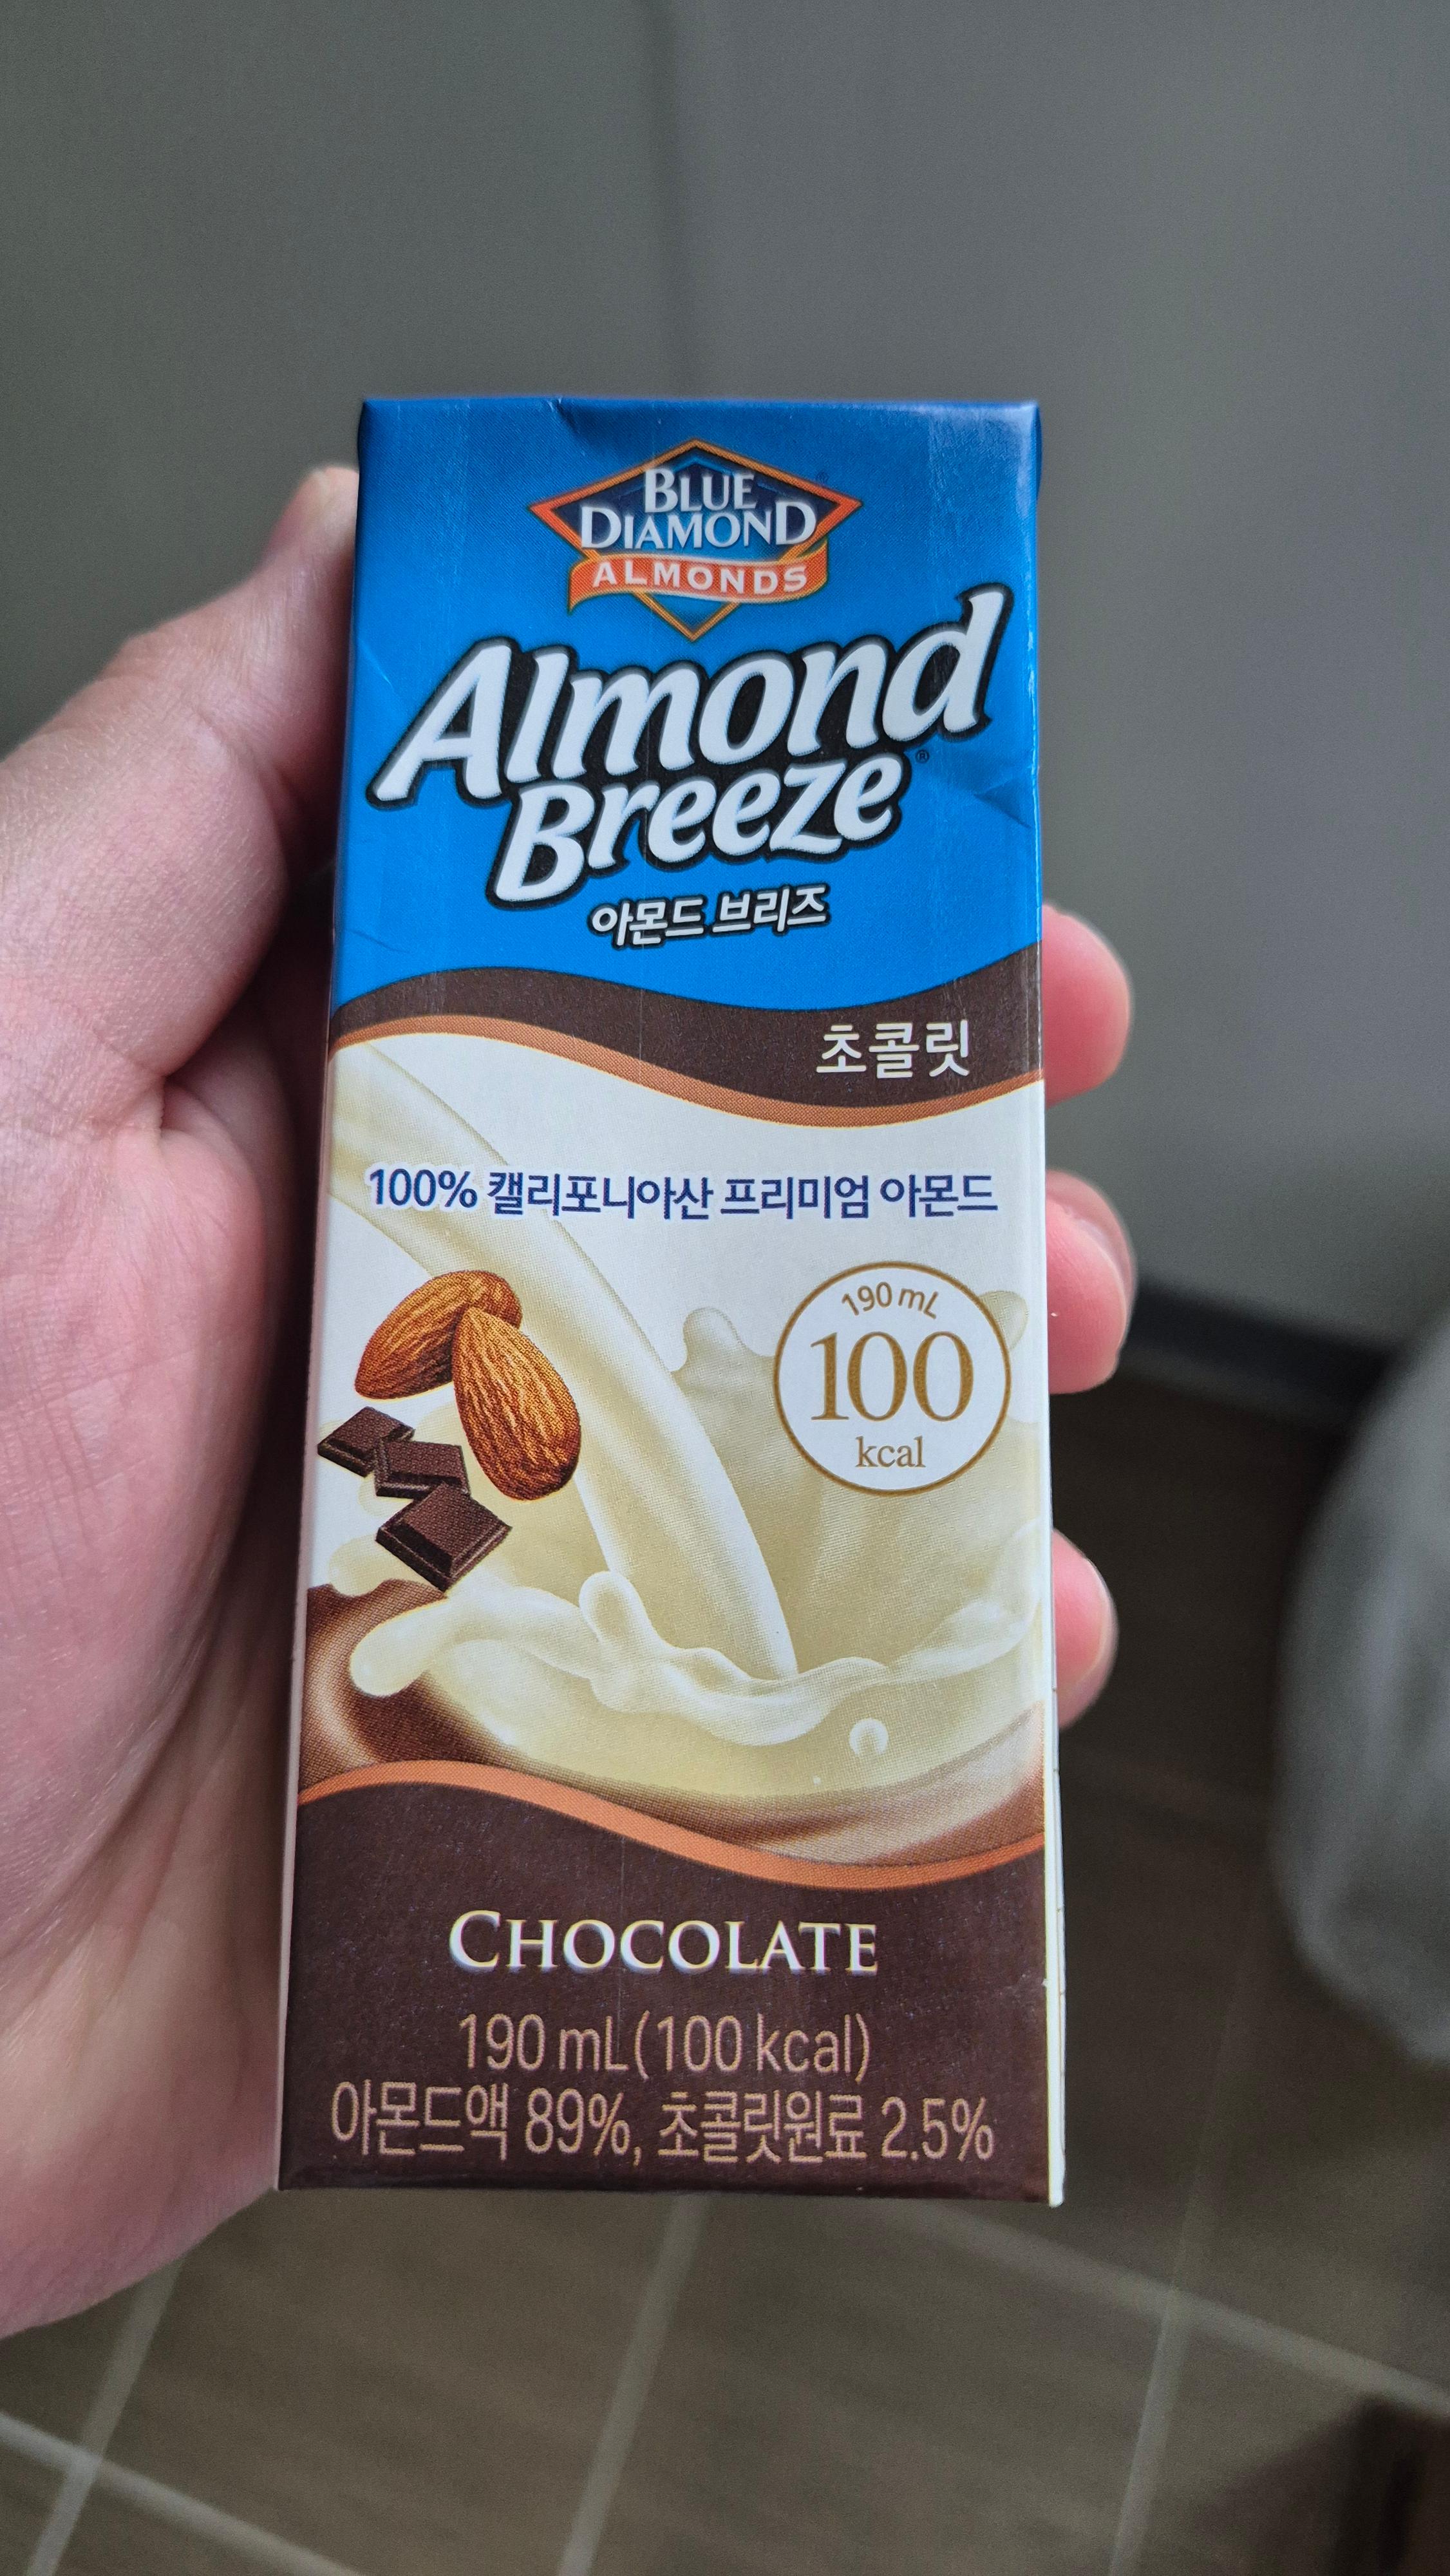 BLUE
DIAMOND
ALMONDS
Almond
Breeze®
아몬드 브리즈
초콜릿
100% 캘리포니아산 프리미엄 아몬드
190 mL
100
kcal
CHOCOLATE
190 mL(100 kcal)
아몬드액 89%, 초콜릿원료 2.5%